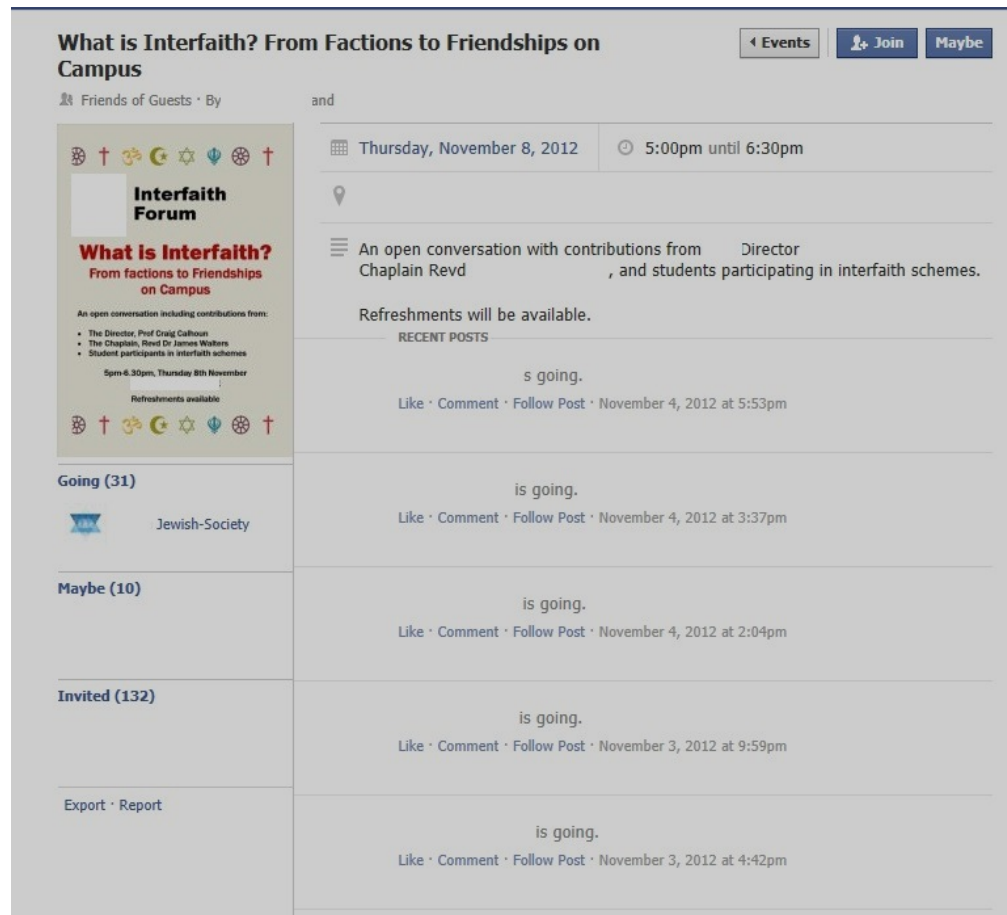 What is Interfaith? From Factions to Friendships on
Campus
Events
Join
Maybe
Friends of Guests · By and
Interfaith
Forum
What is Interfaith?
From factions to Friendships
on Campus
An open conversation including contributions from:
• The Director, Prof Craig Calhoun
• The Chaplain, Revd Dr James Walters
• Student participants in interfaith schemes
5pm-6.30pm, Thursday 8th November
Refreshments available
Thursday, November 8, 2012
5:00pm until 6:30pm
An open conversation with contributions from Director
Chaplain Revd , and students participating in interfaith schemes.
Refreshments will be available.
RECENT POSTS
s going.
Like · Comment · Follow Post · November 4, 2012 at 5:53pm
is going.
Like · Comment · Follow Post · November 4, 2012 at 3:37pm
is going.
Like · Comment · Follow Post · November 4, 2012 at 2:04pm
is going.
Like · Comment · Follow Post · November 3, 2012 at 9:59pm
is going.
Like · Comment · Follow Post · November 3, 2012 at 4:42pm
Going (31)
Jewish-Society
Maybe (10)
Invited (132)
Export · Report